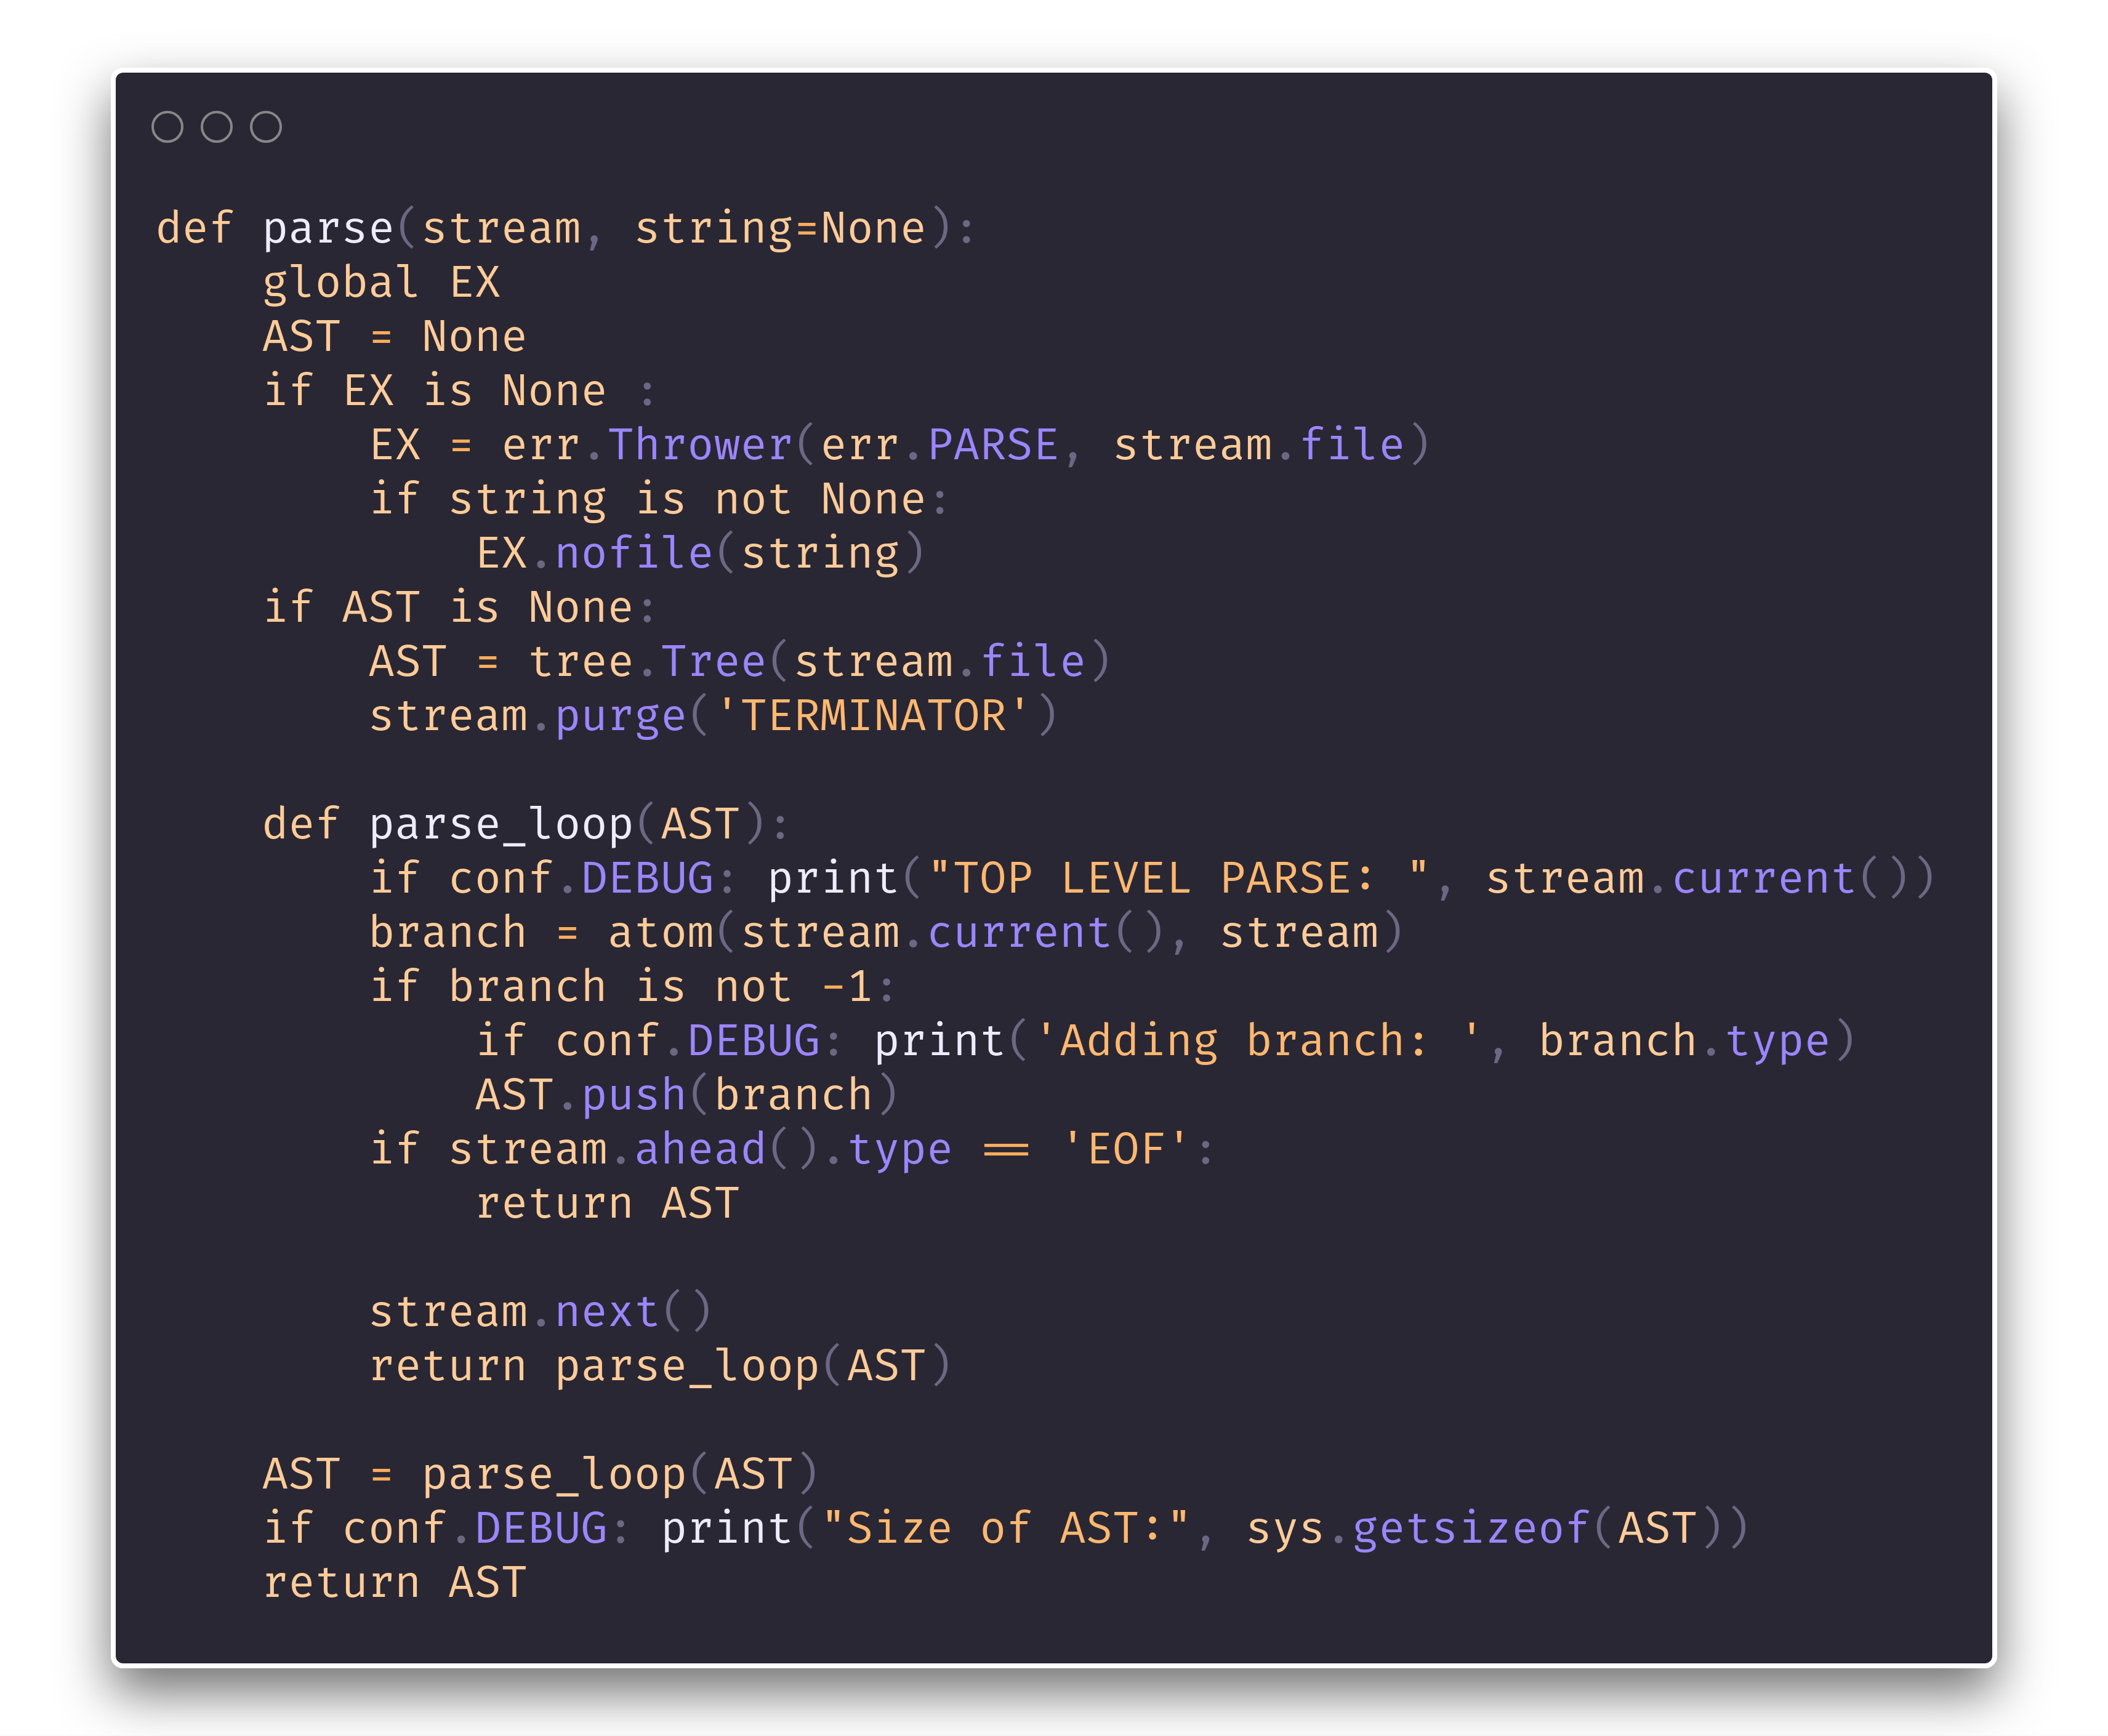 def parse(stream, string=None):
    global EX
    AST = None
    if EX is None :
        EX = err.Thrower(err.PARSE, stream.file)
        if string is not None:
            EX.nofile(string)
    if AST is None:
        AST = tree.Tree(stream.file)
        stream.purge('TERMINATOR')

    def parse_loop(AST):
        if conf.DEBUG: print("TOP LEVEL PARSE: ", stream.current())
        branch = atom(stream.current(), stream)
        if branch is not -1:
            if conf.DEBUG: print('Adding branch: ', branch.type)
            AST.push(branch)
        if stream.ahead().type == 'EOF':
            return AST

        stream.next()
        return parse_loop(AST)

    AST = parse_loop(AST)
    if conf.DEBUG: print("Size of AST:", sys.getsizeof(AST))
    return AST